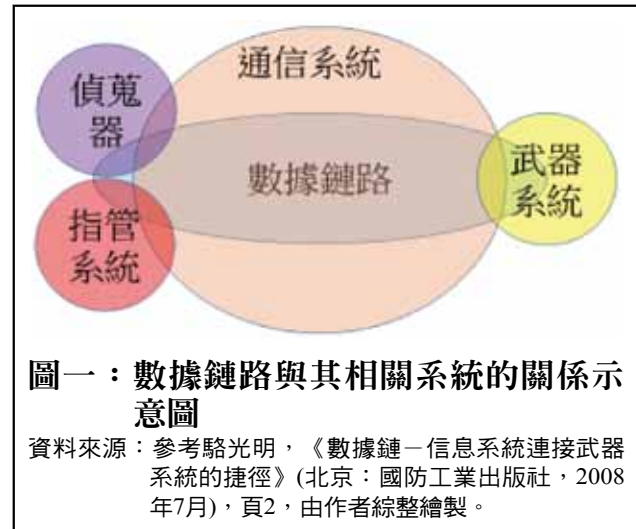 通信系統
偵蒐
器
數據鏈路
武器
系統
指管
系統
圖一：數據鏈路與其相關系統的關係示
意圖
資料來源：參考駱光明，《數據鏈－信息系統連接武器
系統的捷徑》(北京：國防工業出版社，2008
年7月)，頁2，由作者綜整繪製。